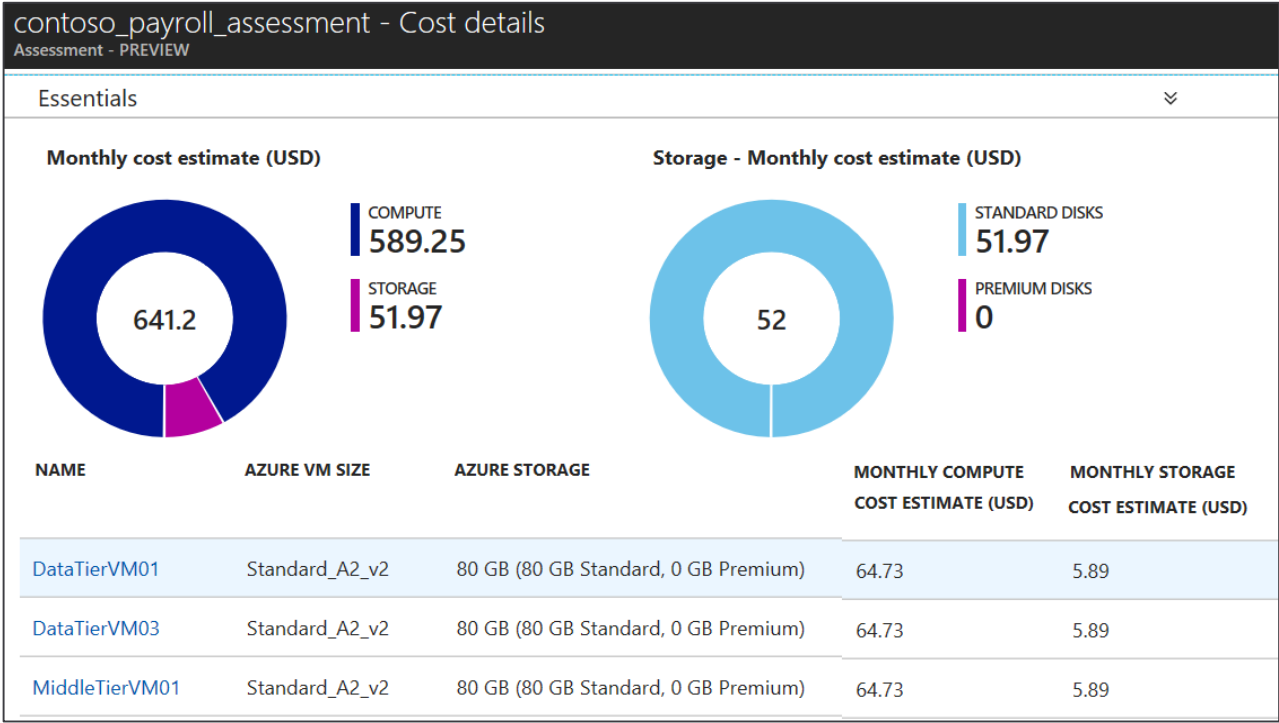 contoso_payroll_assessment - Cost details
Assessment - PREVIEW
Essentials
Monthly cost estimate (USD)
641.2
COMPUTE
589.25
STORAGE
51.97
Storage - Monthly cost estimate (USD)
52
STANDARD DISKS
51.97
PREMIUM DISKS
0
NAME AZURE VM SIZE AZURE STORAGE MONTHLY COMPUTE COST ESTIMATE (USD) MONTHLY STORAGE COST ESTIMATE (USD)
DataTierVM01 Standard_A2_v2 80 GB (80 GB Standard, 0 GB Premium) 64.73 5.89
DataTierVM03 Standard_A2_v2 80 GB (80 GB Standard, 0 GB Premium) 64.73 5.89
MiddleTierVM01 Standard_A2_v2 80 GB (80 GB Standard, 0 GB Premium) 64.73 5.89